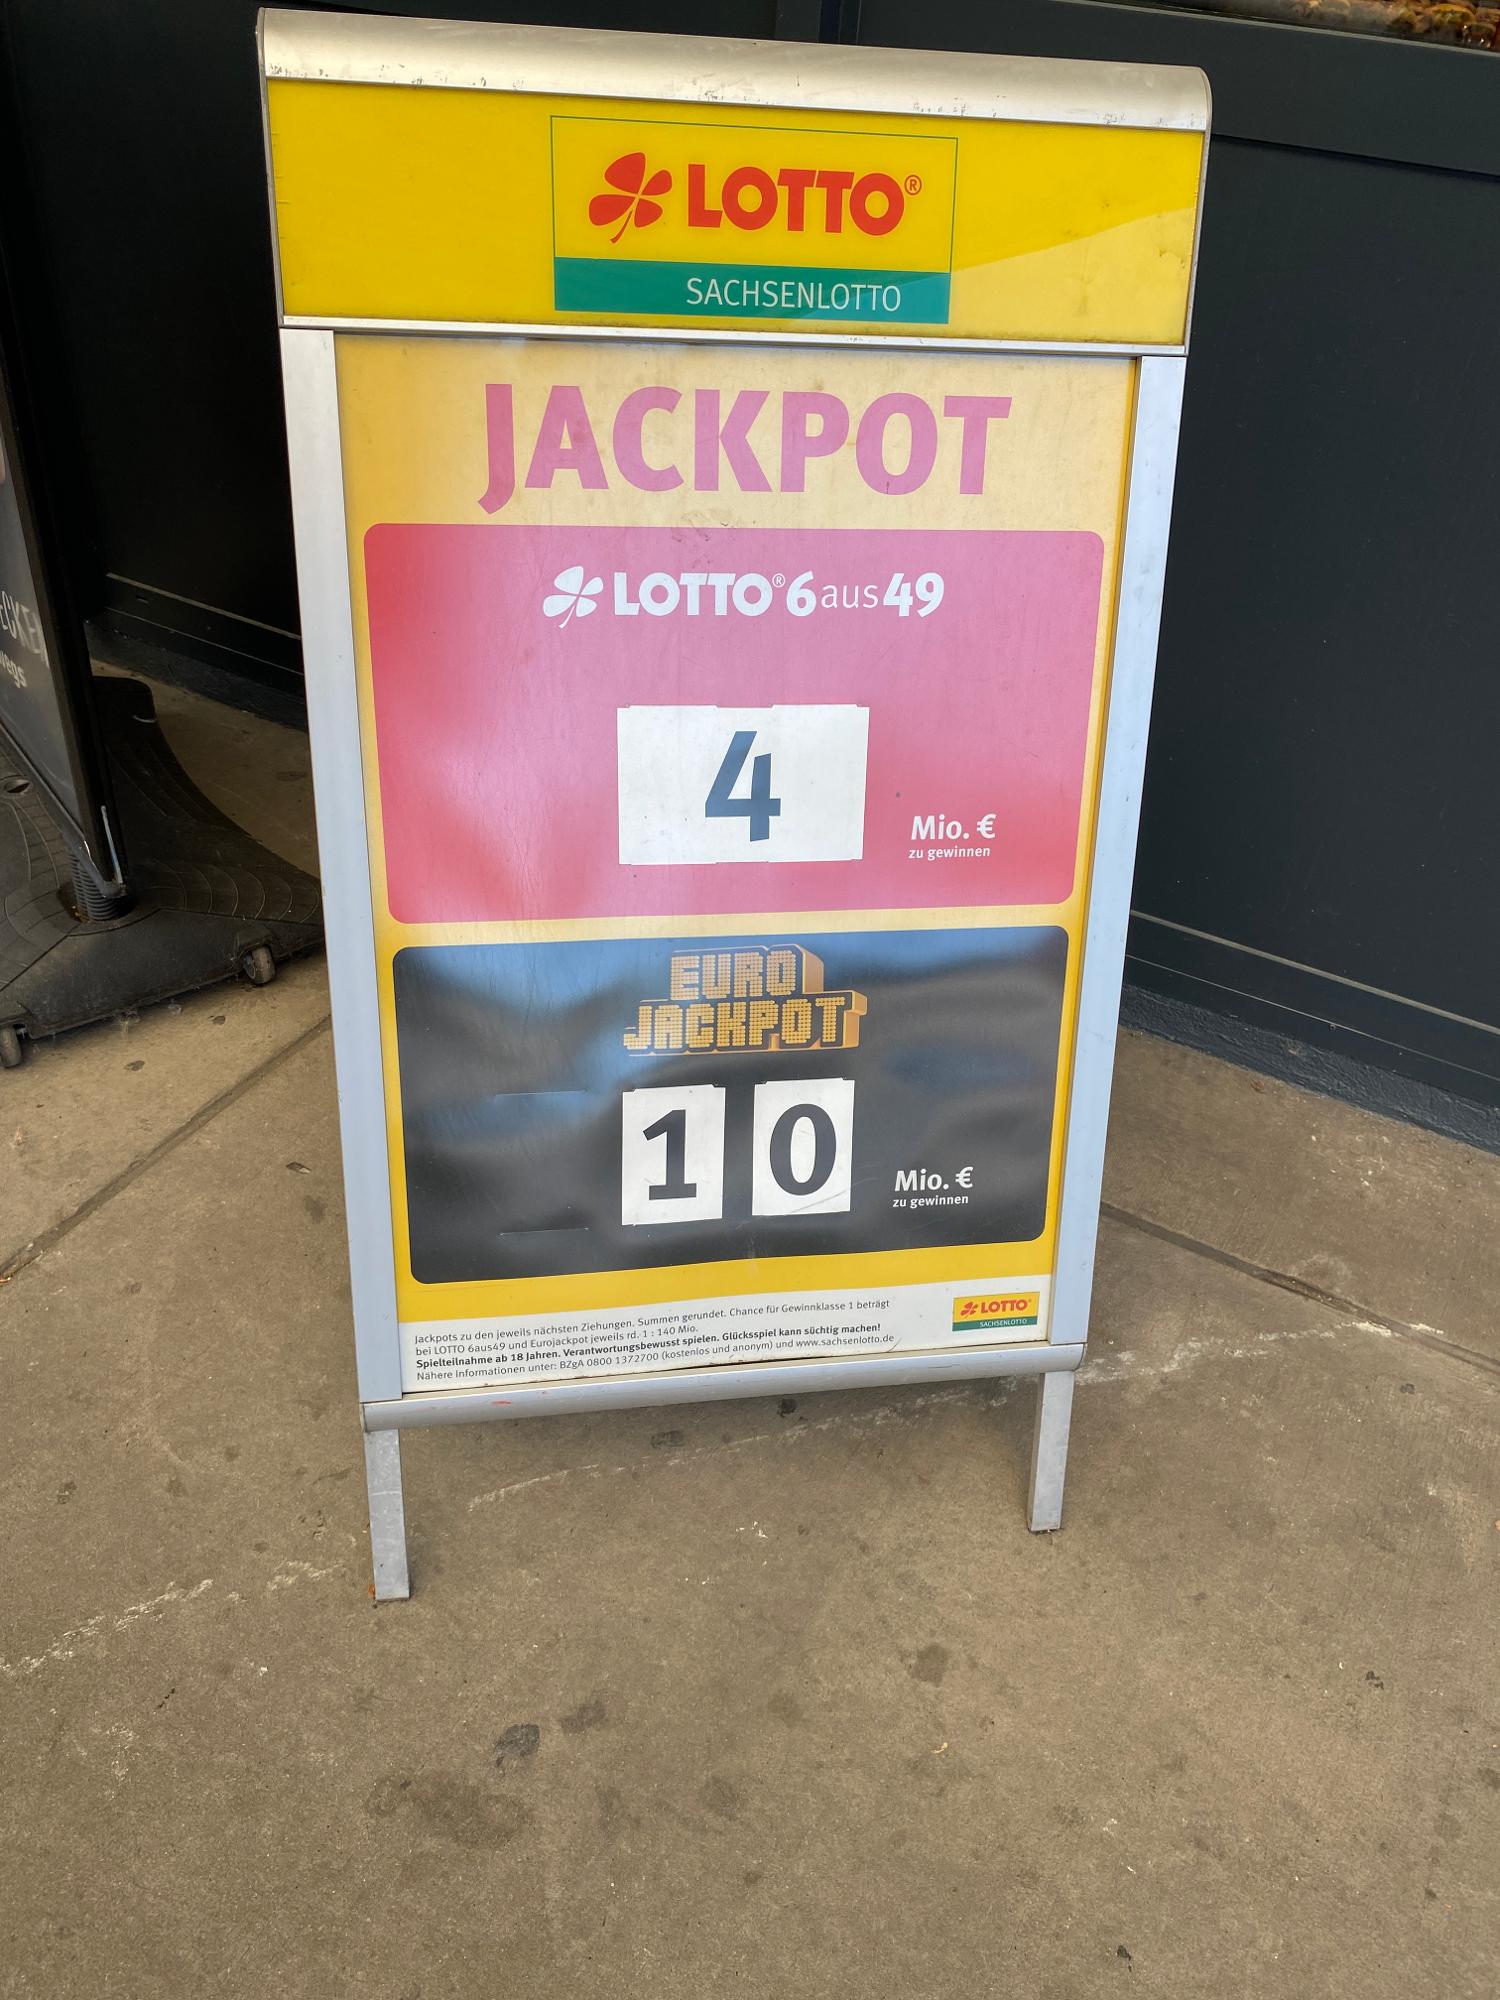 LOTTO®
SACHSENLOTTO
JACKPOT
LOTTO® 6aus49
4
Mio. €
zu gewinnen
EURO
JACKPOT
10
Mio. €
zu gewinnen
Jackpots zu den jeweils nächsten Ziehungen. Summen gerundet. Chance für Gewinnklasse 1 beträgt
bei LOTTO 6aus49 und Eurojackpot jeweils rd. 1 : 140 Mio.
Spielteilnahme ab 18 Jahren. Verantwortungsbewusst spielen. Glücksspiel kann süchtig machen!
Nähere Informationen unter: BZgA 0800 1372700 (kostenlos und anonym) und www.sachsenlotto.de
LOTTO®
SACHSENLOTTO